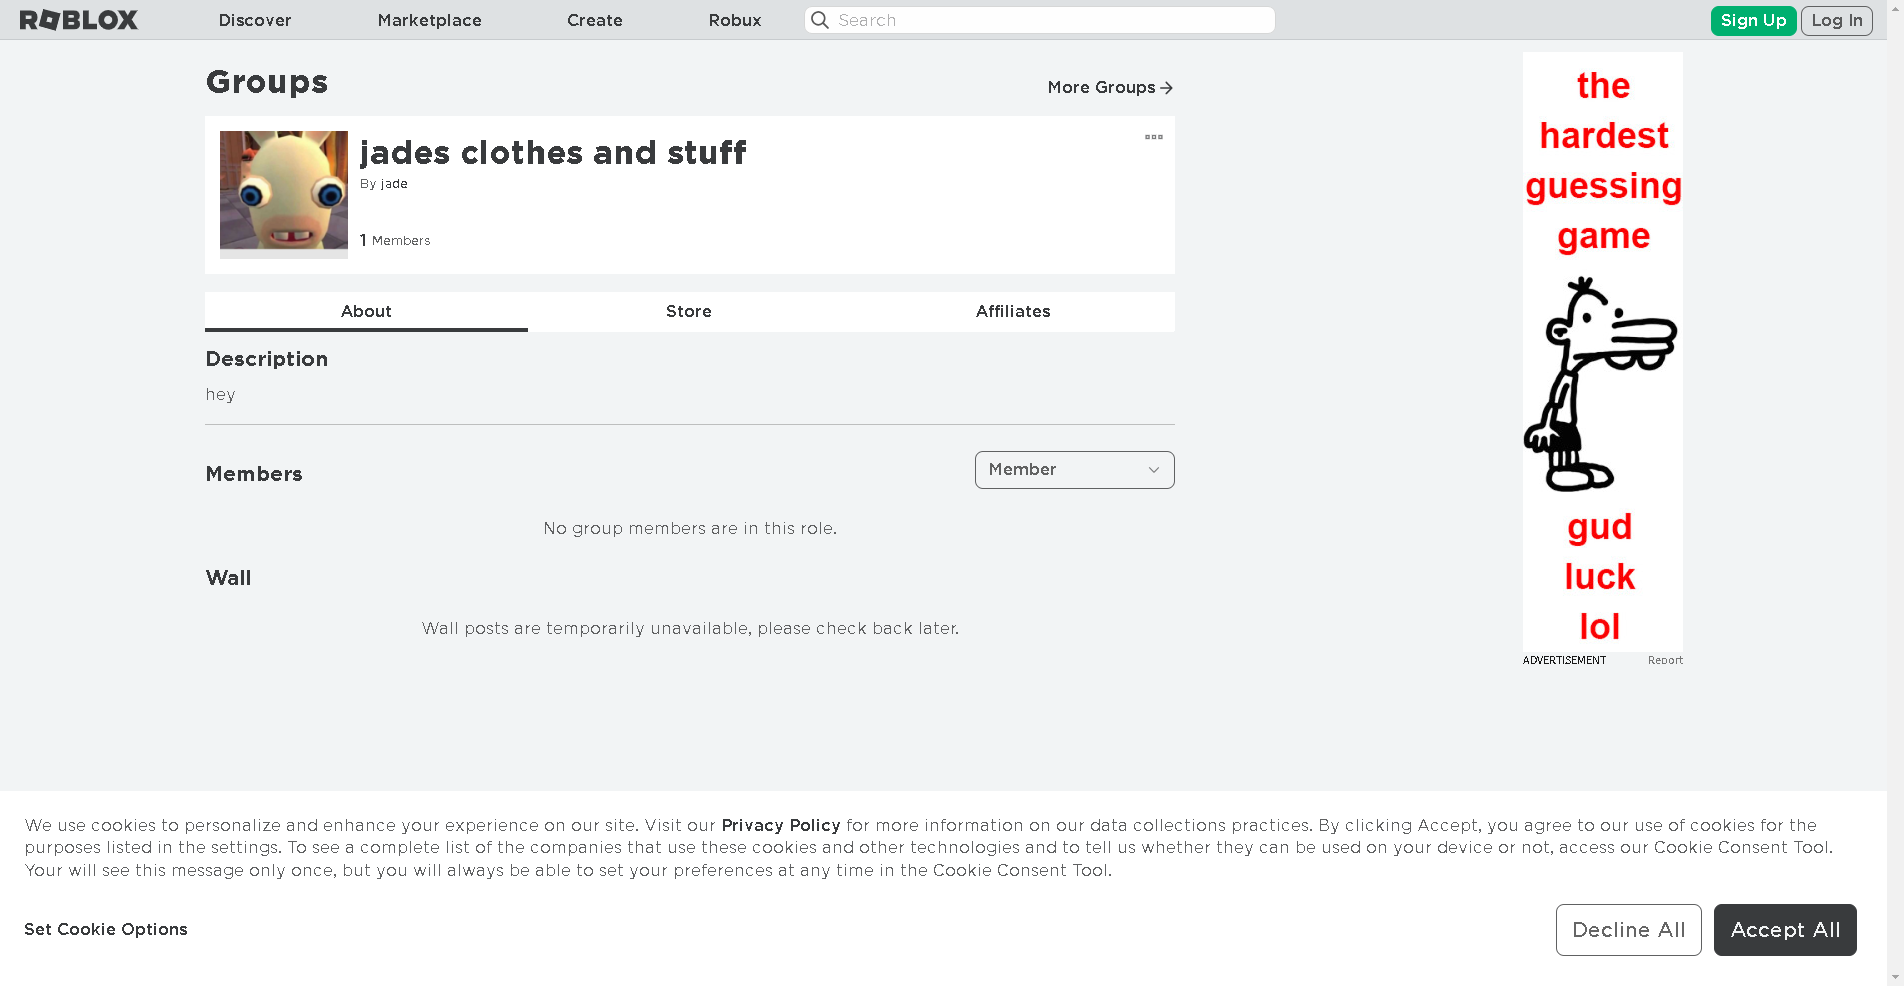 ROBLOX Discover Marketplace Create Robux Search Sign Up Log In
Groups
More Groups
jades clothes and stuff
By jade
1 Members
About Store Affiliates
Description
hey
Members
Member
No group members are in this role.
Wall
Wall posts are temporarily unavailable, please check back later.
the
hardest
guessing
game
gud
luck
lol
ADVERTISEMENT Report
We use cookies to personalize and enhance your experience on our site. Visit our Privacy Policy for more information on our data collections practices. By clicking Accept, you agree to our use of cookies for the
purposes listed in the settings. To see a complete list of the companies that use these cookies and other technologies and to tell us whether they can be used on your device or not, access our Cookie Consent Tool.
Your will see this message only once, but you will always be able to set your preferences at any time in the Cookie Consent Tool.
Set Cookie Options
Decline All Accept All